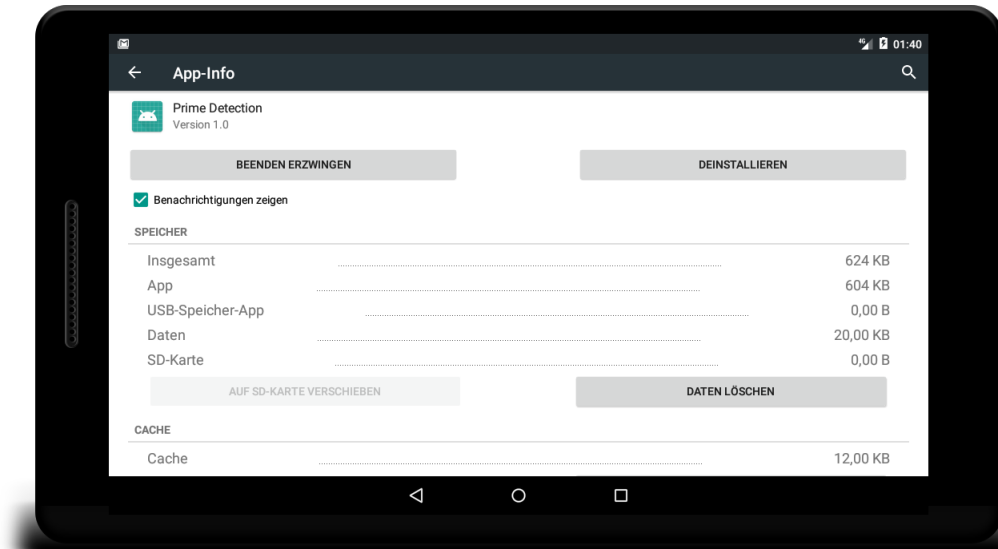 4G 01:40
App-Info
Prime Detection
Version 1.0
BEENDEN ERZWINGEN DEINSTALLIEREN
Benachrichtigungen zeigen
SPEICHER
Insgesamt 624 KB
App 604 KB
USB-Speicher-App 0,00 B
Daten 20,00 KB
SD-Karte 0,00 B
AUF SD-KARTE VERSCHIEBEN DATEN LÖSCHEN
CACHE
Cache 12,00 KB